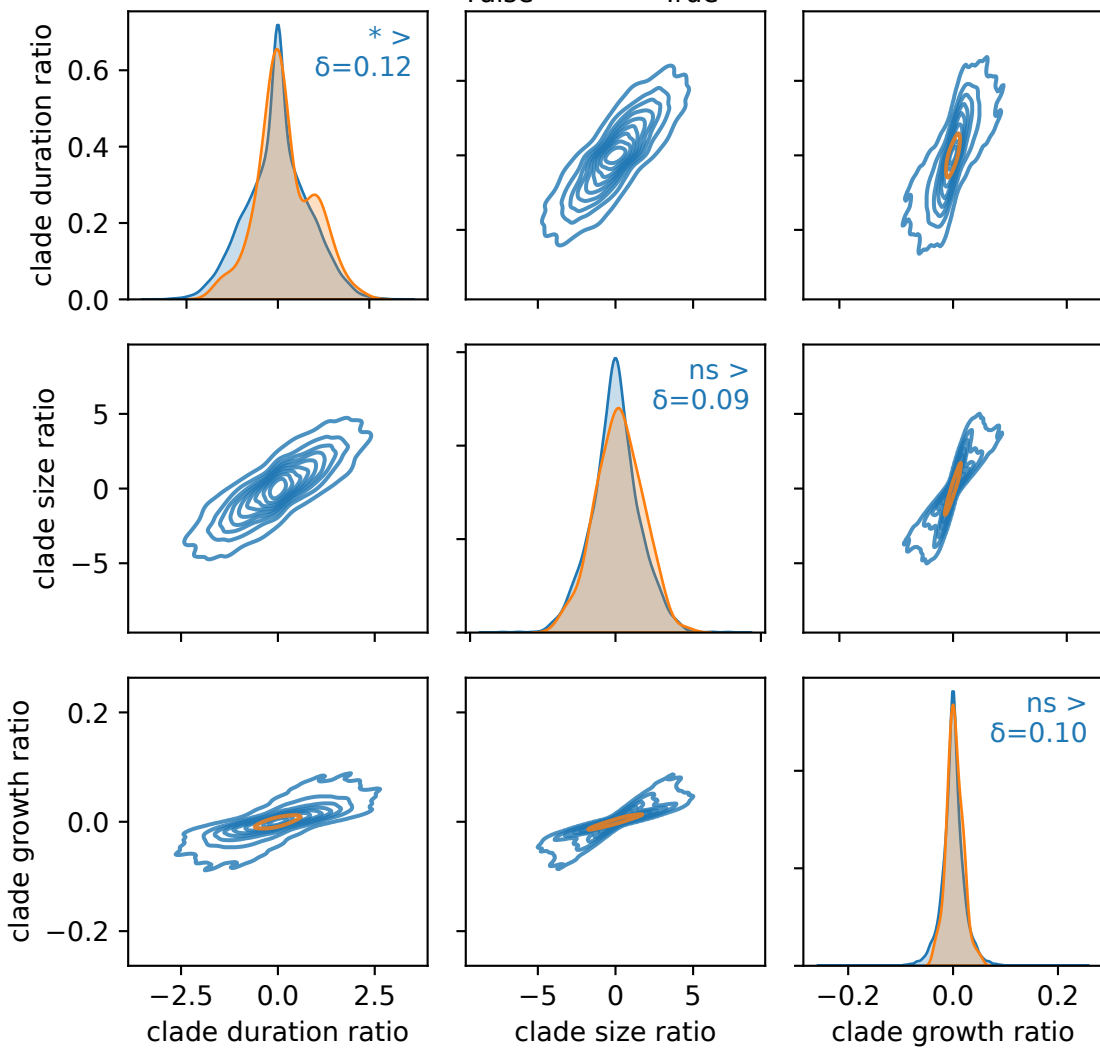 clade duration ratio
0.6
0.4
0.2
0.0
* >
δ=0.12
clade size ratio
5
0
−5
ns >
δ=0.09
clade growth ratio
0.2
0.0
−0.2
ns >
δ=0.10
−2.5 0.0 2.5
−5 0 5
−0.2 0.0 0.2
clade duration ratio
clade size ratio
clade growth ratio